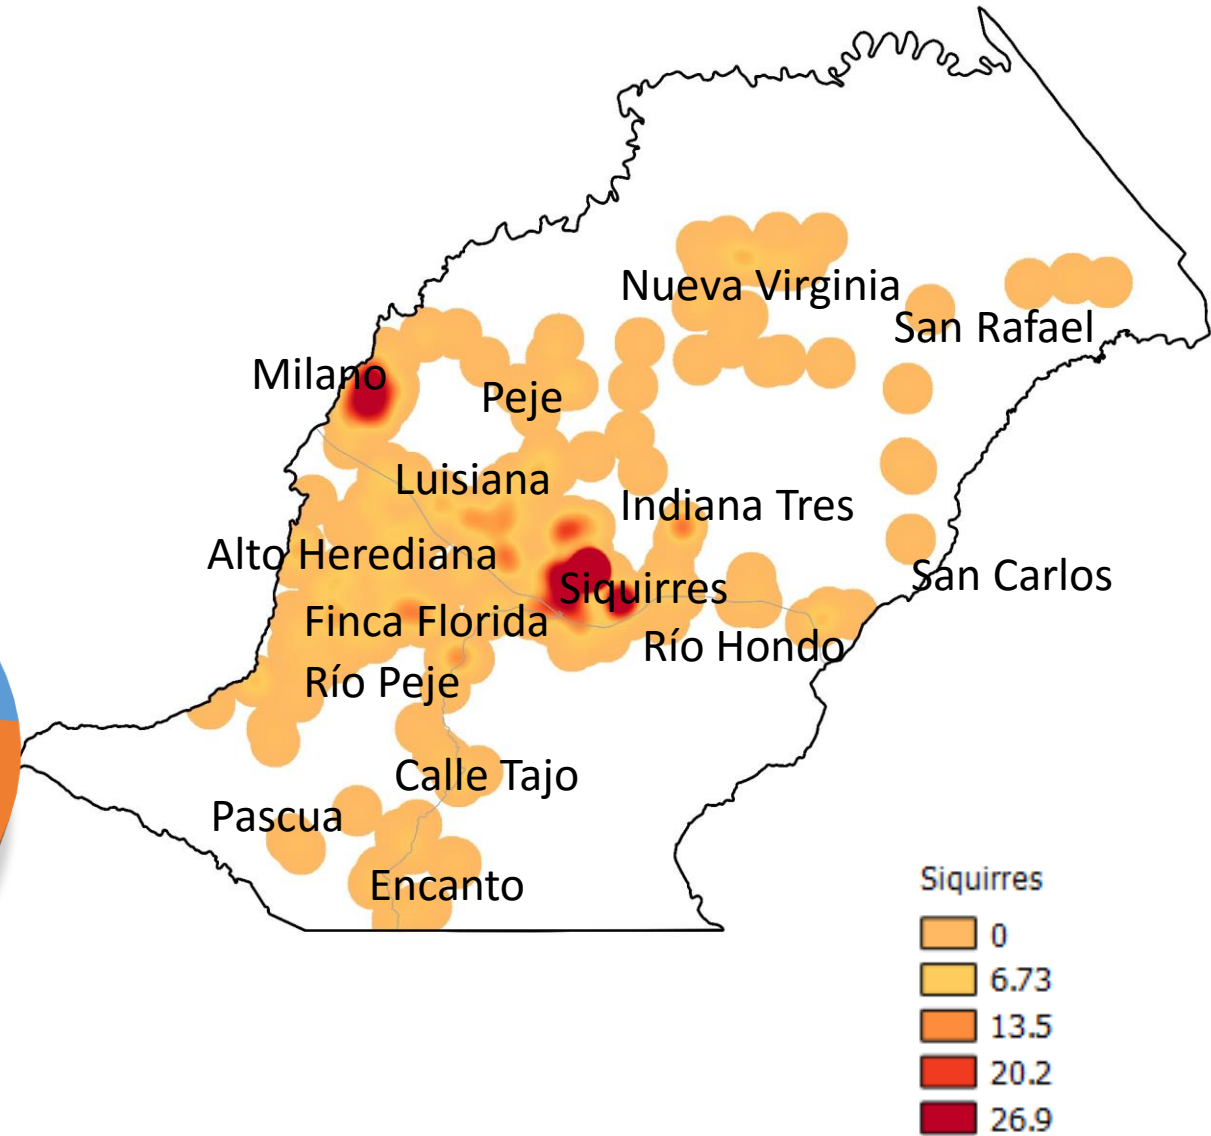 Nueva Virginia
San Rafael
Milano
Peje
Luisiana
Indiana Tres
Alto Herediana
San Carlos
Siquirres
Finca Florida
Río Hondo
Río Peje
Calle Tajo
Pascua
Encanto
Siquirres
0
6.73
13.5
20.2
26.9